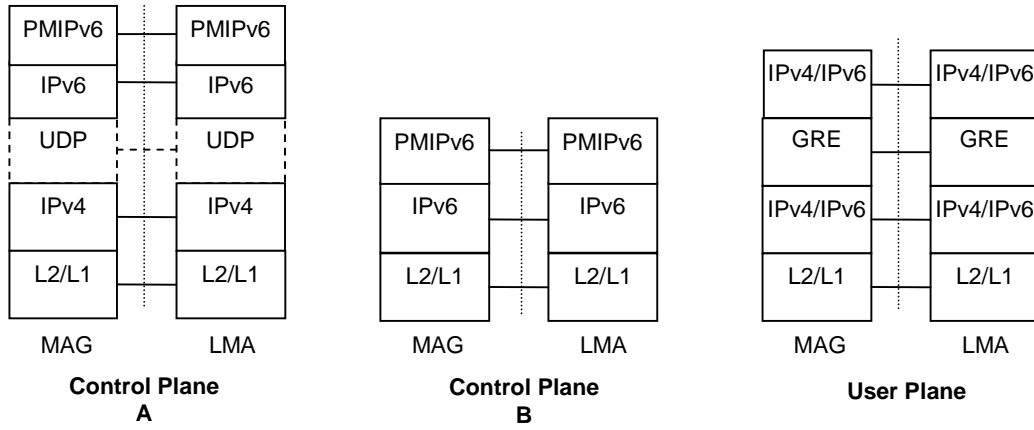 PMIPv6 PMIPv6
IPv6 IPv6
UDP UDP
IPv4 IPv4
L2/L1 L2/L1
MAG LMA
Control Plane
A
PMIPv6 PMIPv6
IPv6 IPv6
L2/L1 L2/L1
MAG LMA
Control Plane
B
IPv4/IPv6 IPv4/IPv6
GRE GRE
IPv4/IPv6 IPv4/IPv6
L2/L1 L2/L1
MAG LMA
User Plane